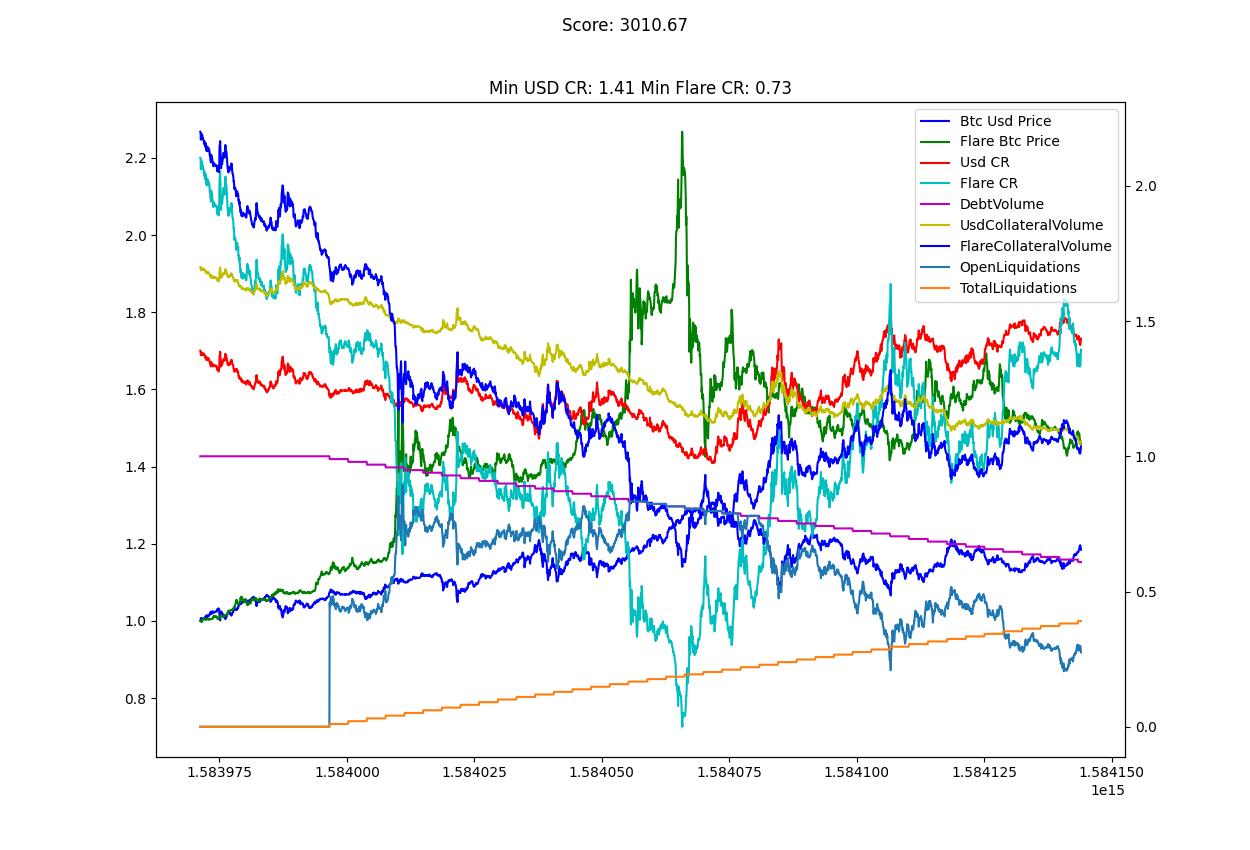 Score: 3010.67
Min USD CR: 1.41 Min Flare CR: 0.73
Btc Usd Price
Flare Btc Price
Usd CR
Flare CR
DebtVolume
UsdCollateralVolume
FlareCollateralVolume
OpenLiquidations
TotalLiquidations
2.2
2.0
1.8
1.6
1.4
1.2
1.0
0.8
2.0
1.5
1.0
0.5
0.0
1.583975
1.584000
1.584025
1.584050
1.584075
1.584100
1.584125
1.584150
1e15